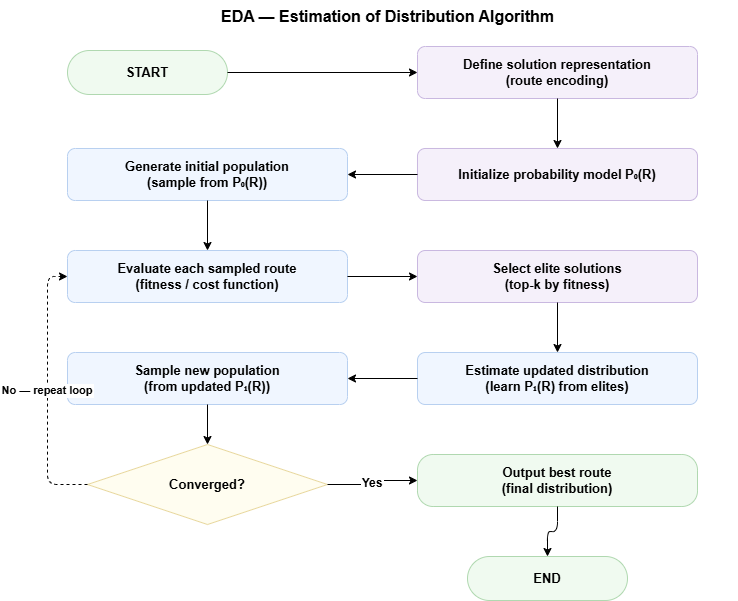 EDA — Estimation of Distribution Algorithm
START
Define solution representation
(route encoding)
Initialize probability model P₀(R)
Generate initial population
(sample from P₀(R))
Evaluate each sampled route
(fitness / cost function)
Select elite solutions
(top-k by fitness)
Estimate updated distribution
(learn P₁(R) from elites)
Sample new population
(from updated P₁(R))
No — repeat loop
Converged?
Yes
Output best route
(final distribution)
END